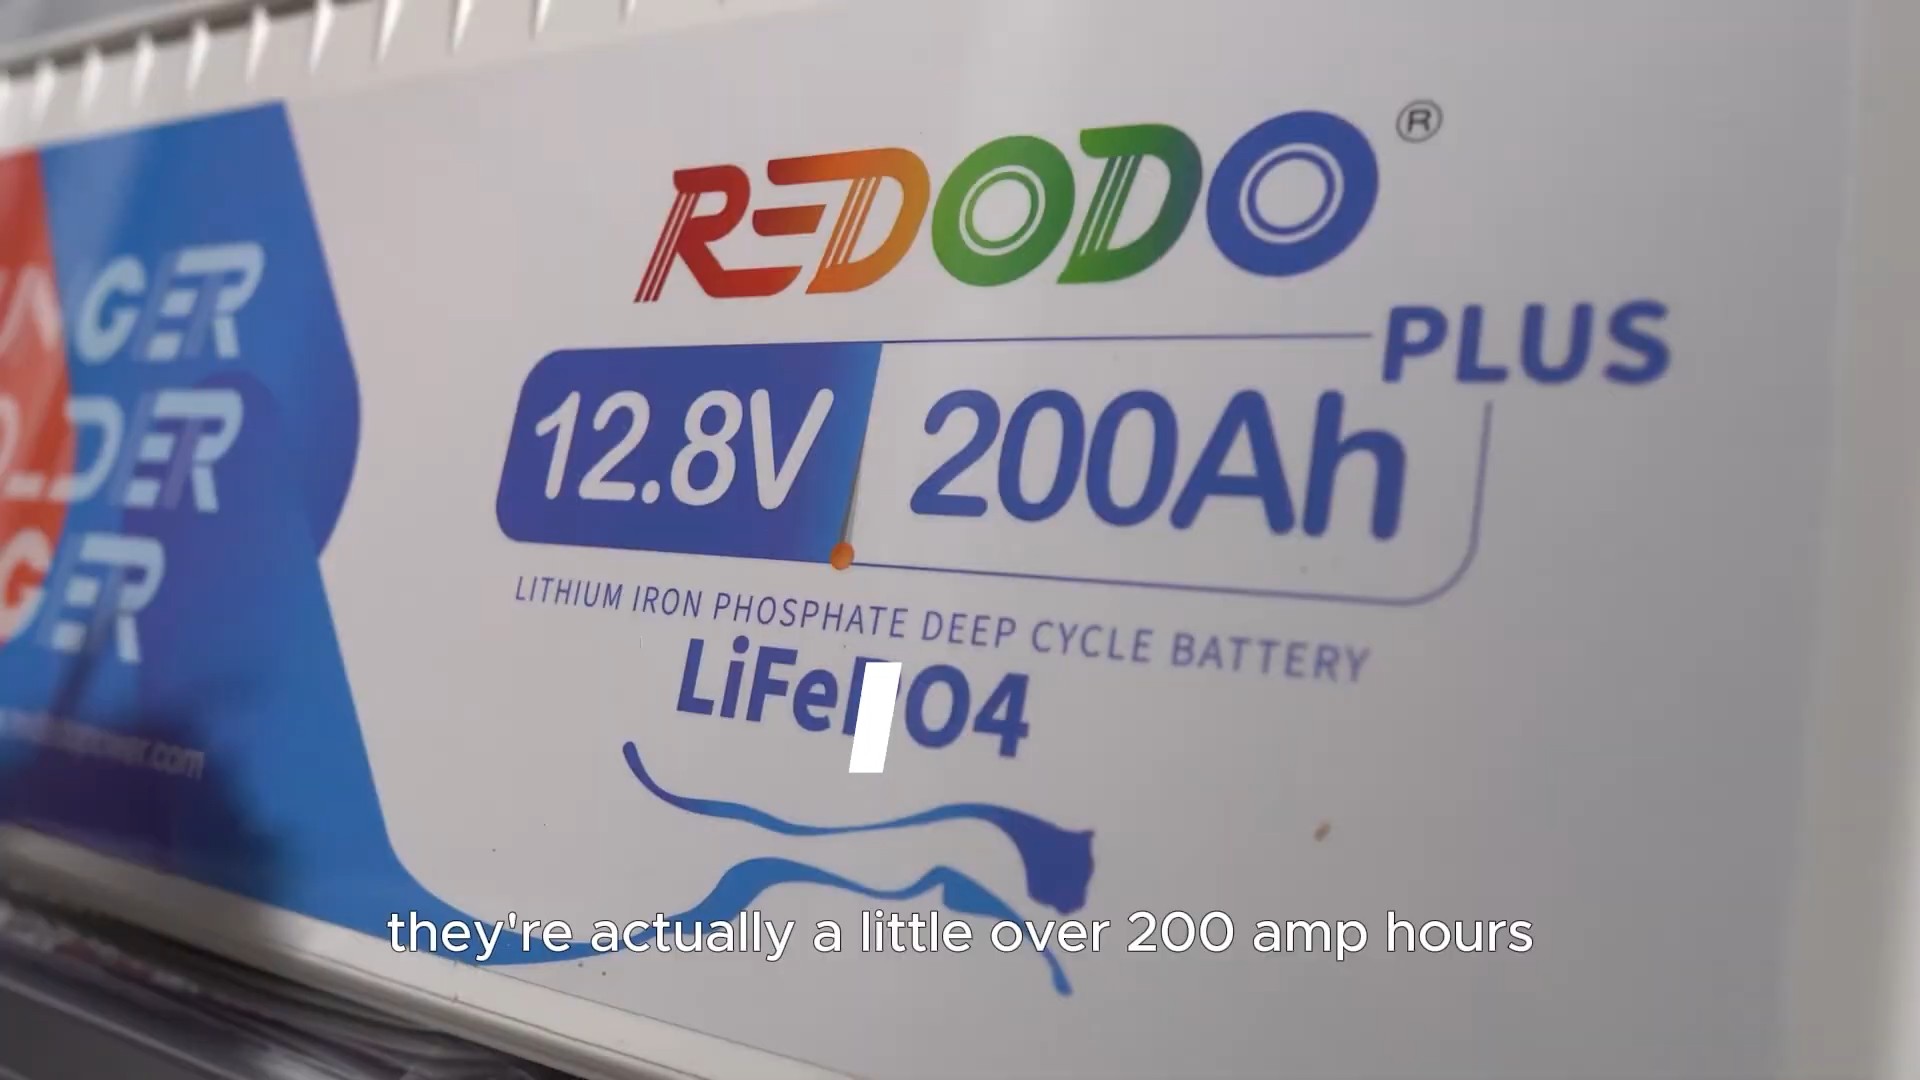 REDODO ®
PLUS
12.8V 200Ah
LITHIUM IRON PHOSPHATE DEEP CYCLE BATTERY
LiFePO4
they're actually a little over 200 amp hours